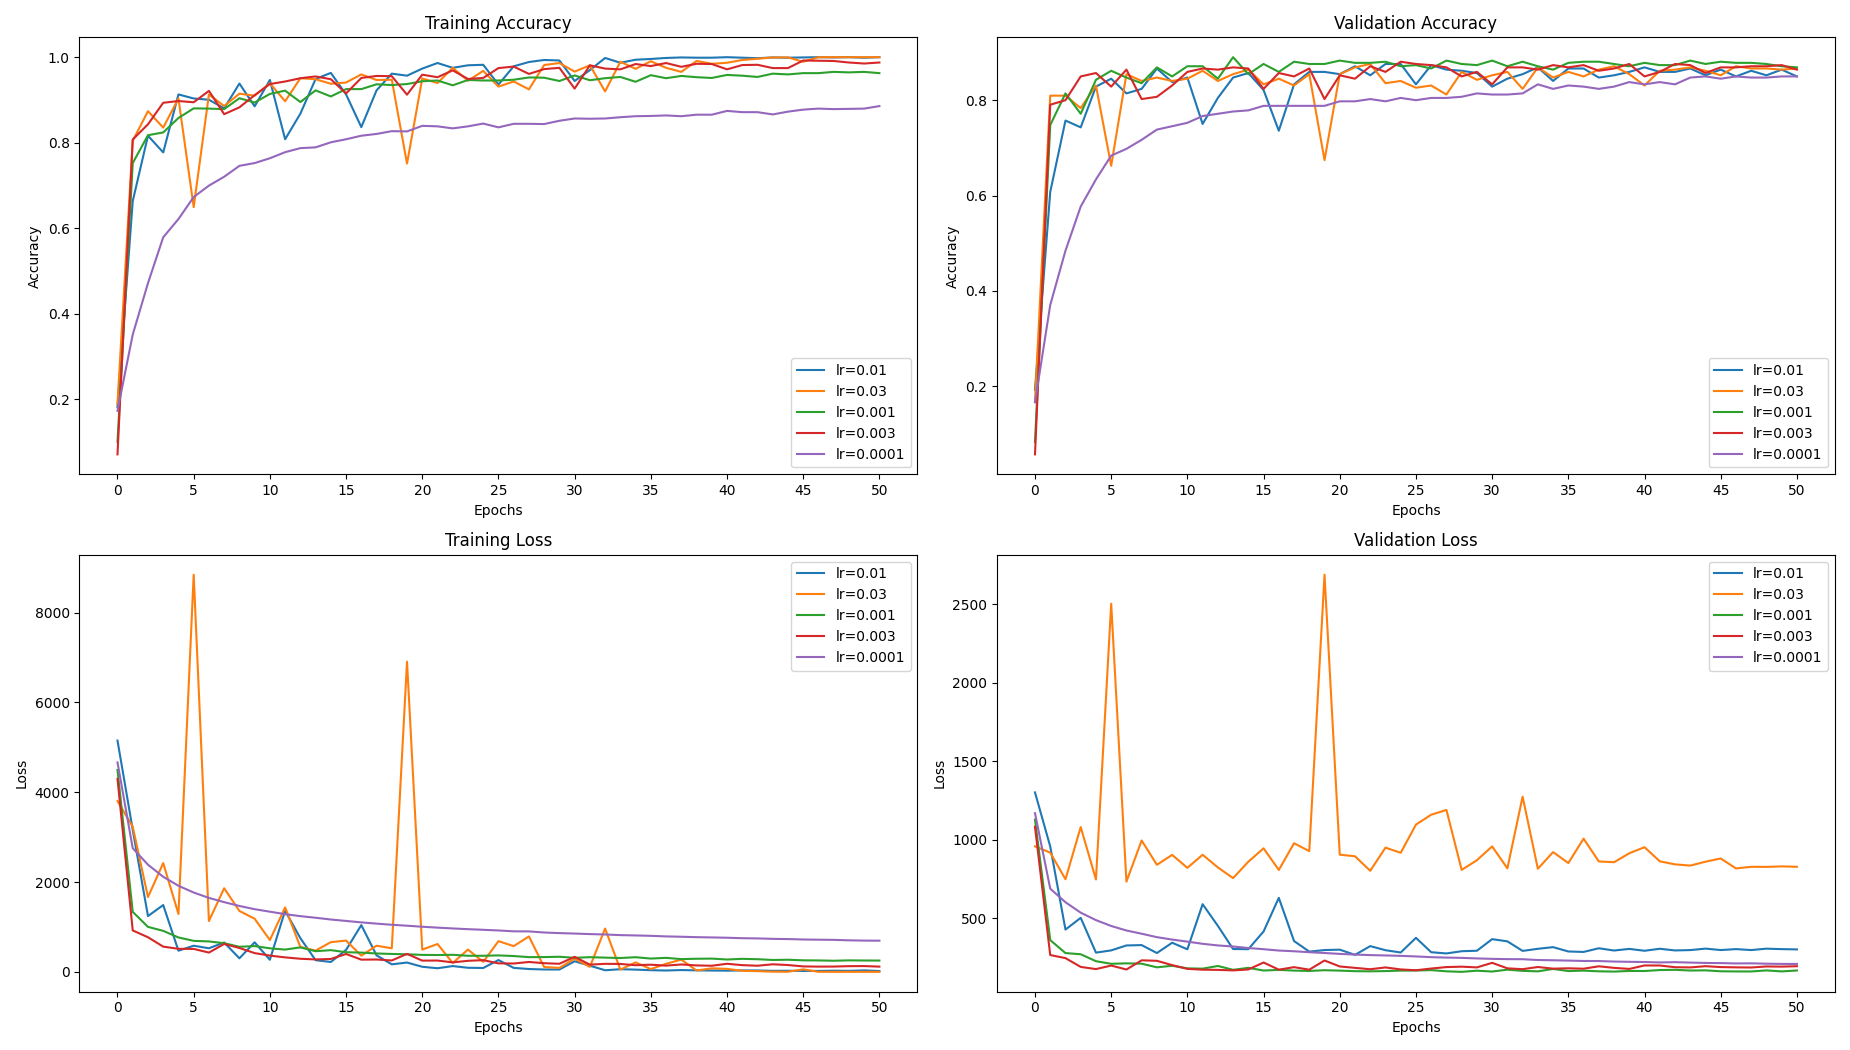 Training Accuracy
Accuracy
1.0
0.8
0.6
0.4
0.2
0 5 10 15 20 25 30 35 40 45 50
Epochs
lr=0.01
lr=0.03
lr=0.001
lr=0.003
lr=0.0001
Validation Accuracy
Accuracy
0.8
0.6
0.4
0.2
0 5 10 15 20 25 30 35 40 45 50
Epochs
lr=0.01
lr=0.03
lr=0.001
lr=0.003
lr=0.0001
Training Loss
Loss
8000
6000
4000
2000
0
0 5 10 15 20 25 30 35 40 45 50
Epochs
lr=0.01
lr=0.03
lr=0.001
lr=0.003
lr=0.0001
Validation Loss
Loss
2500
2000
1500
1000
500
0 5 10 15 20 25 30 35 40 45 50
Epochs
lr=0.01
lr=0.03
lr=0.001
lr=0.003
lr=0.0001